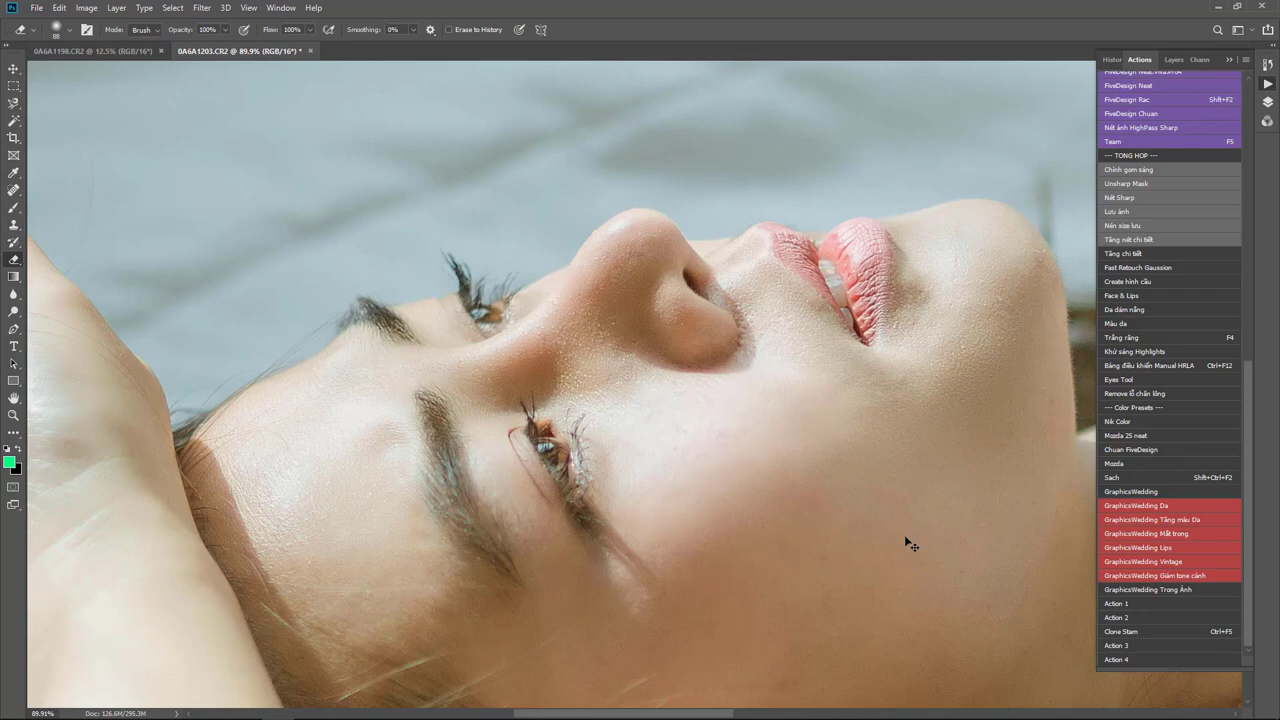 Ps File Edit Image Layer Type Select Filter 3D View Window Help
88 Mode: Brush Opacity: 100% Flow: 100% Smoothing: 0% Erase to History
0A6A1198.CR2 @ 12.5% (RGB/16*) × 0A6A1203.CR2 @ 89.9% (RGB/16*) * ×
Histor Actions Layers Chann
FiveDesign Neat
FiveDesign Rac Shft+F2
FiveDesign Chuan
Nét ảnh HighPass Sharp
Team F5
--- TONG HOP ---
Chỉnh gom sáng
Unsharp Mask
Nét Sharp
Lưu ảnh
Nén size lưu
Tăng nét chi tiết
Tăng chi tiết
Fast Retouch Gaussion
Create hình cầu
Face & Lips
Da dám nắng
Màu da
Trắng răng F4
Khử sáng Highlights
Bảng điều khiển Manual HRLA Ctrl+F12
Eyes Tool
Remove lỗ chân lông
--- Color Presets ---
Nik Color
Mozda 25 neat
Chuan FiveDesign
Mozda
Sach Shft+Ctrl+F2
GraphicsWedding
GraphicsWedding Da
GraphicsWedding Tăng màu Da
GraphicsWedding Mắt trong
GraphicsWedding Lips
GraphicsWedding Vintage
GraphicsWedding Giảm tone cảnh
GraphicsWedding Trong Ảnh
Action 1
Action 2
Clone Stam Ctrl+F5
Action 3
Action 4
89.91% Doc: 126.6M/295.3M